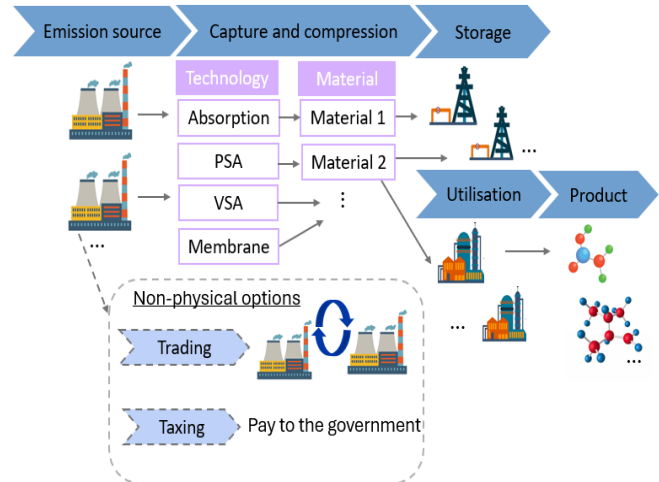 Emission source
Capture and compression
Storage
Technology
Material
Absorption
Material 1
PSA
Material 2
...
VSA
⋮
Utilisation
Product
...
Membrane
Non-physical options
...
Trading
...
Taxing
Pay to the government